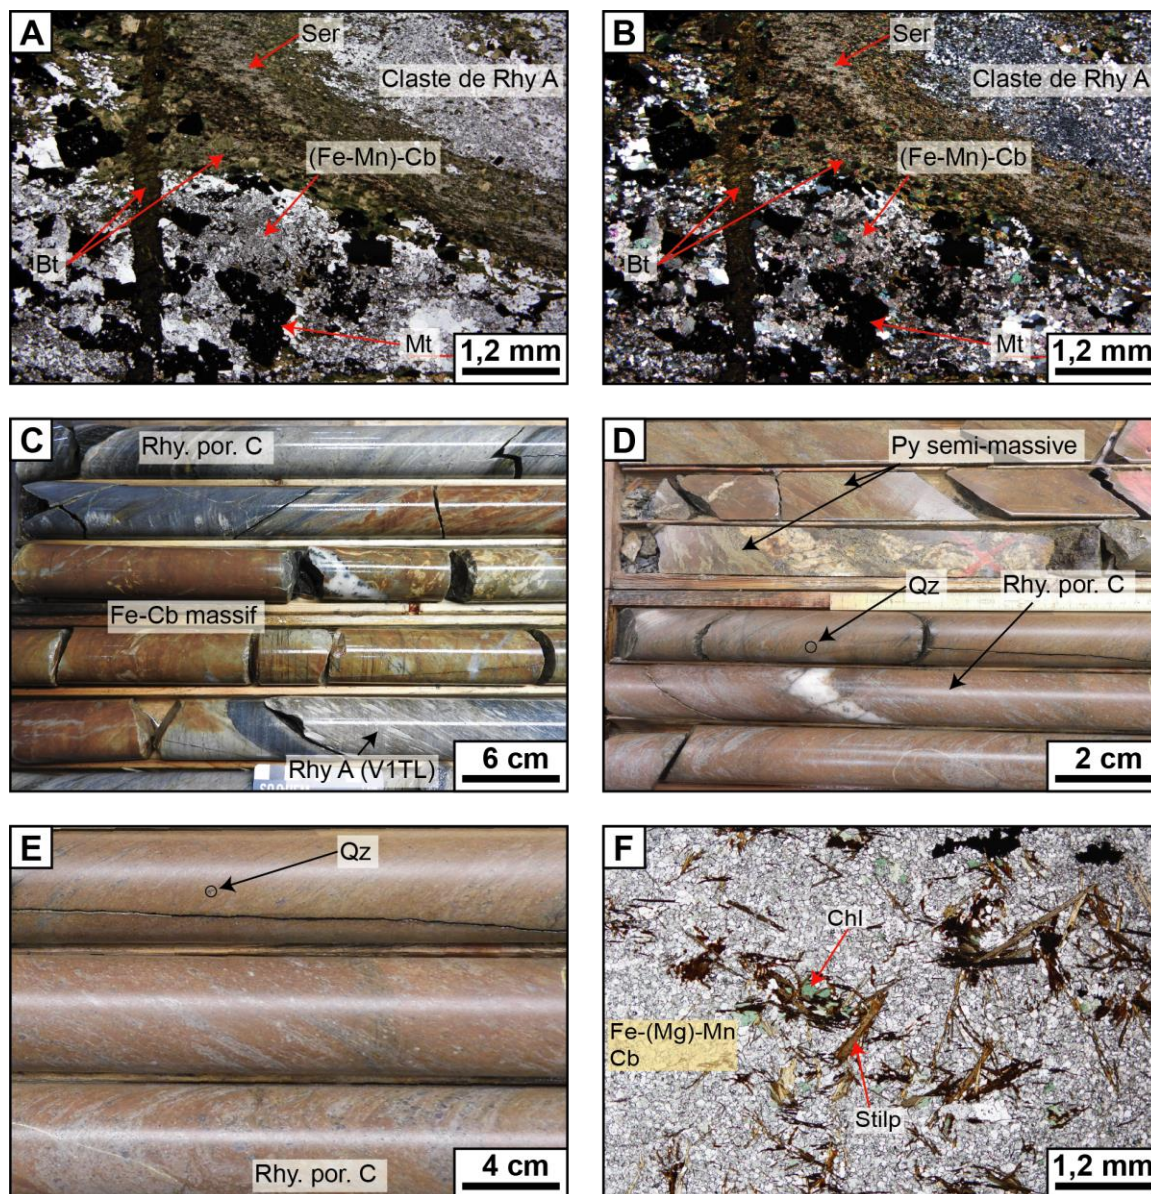 A
Ser
Claste de Rhy A
(Fe-Mn)-Cb
Bt
Mt
1,2 mm
B
Ser
Claste de Rhy A
(Fe-Mn)-Cb
Bt
Mt
1,2 mm
C
Rhy. por. C
Fe-Cb massif
Rhy A (V1TL)
6 cm
D
Py semi-massive
Qz
Rhy. por. C
2 cm
E
Qz
Rhy. por. C
4 cm
F
Chl
Fe-(Mg)-Mn
Cb
Stilp
1,2 mm